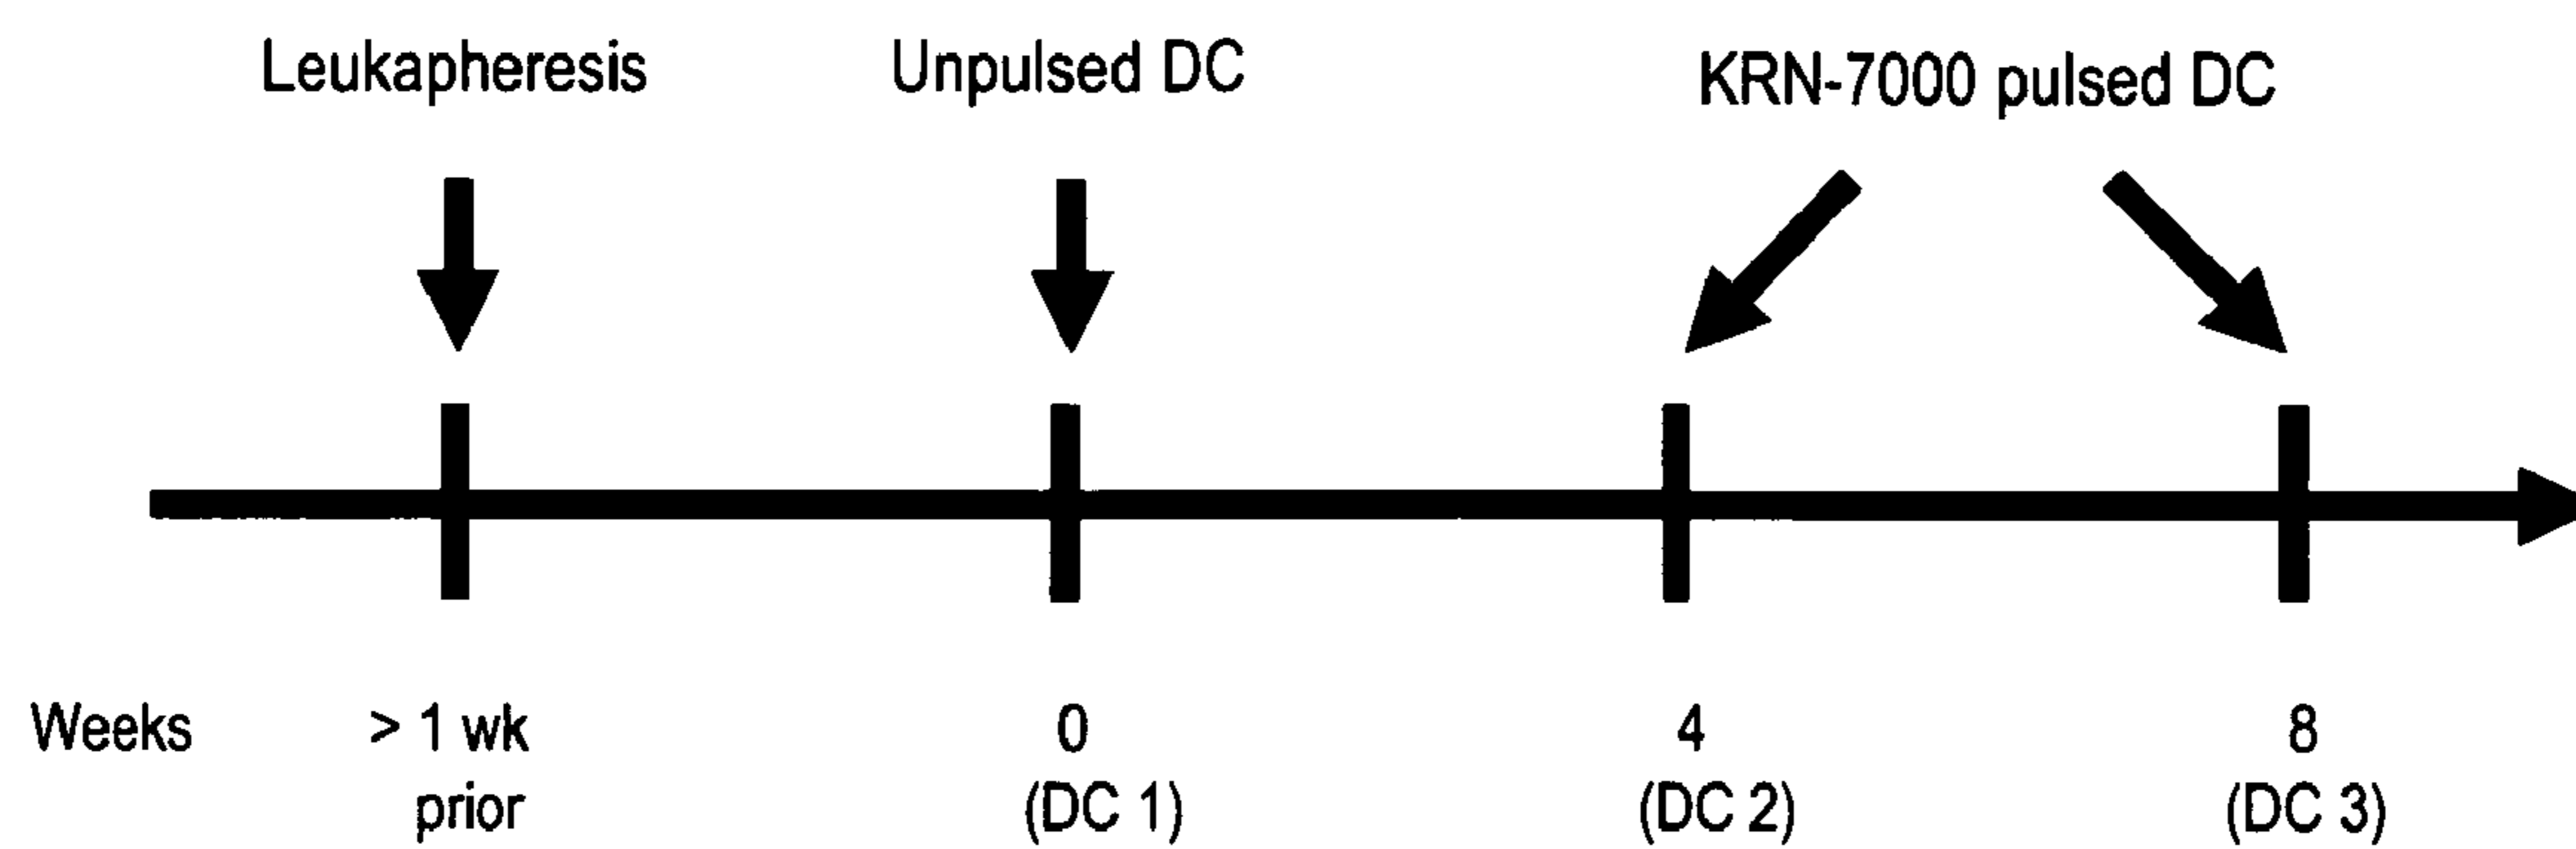 Leukapheresis
Unpulsed DC
KRN-7000 pulsed DC
Weeks
> 1 wk
prior
0
(DC 1)
4
(DC 2)
8
(DC 3)